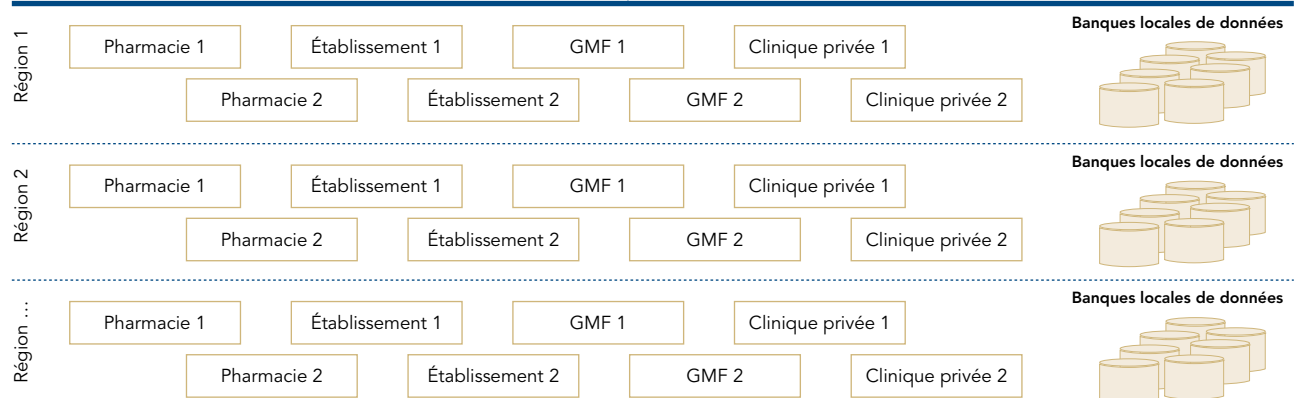 Région 1
Pharmacie 1 Établissement 1 GMF 1 Clinique privée 1
Pharmacie 2 Établissement 2 GMF 2 Clinique privée 2
Banques locales de données
Région 2
Pharmacie 1 Établissement 1 GMF 1 Clinique privée 1
Pharmacie 2 Établissement 2 GMF 2 Clinique privée 2
Banques locales de données
Région ...
Pharmacie 1 Établissement 1 GMF 1 Clinique privée 1
Pharmacie 2 Établissement 2 GMF 2 Clinique privée 2
Banques locales de données